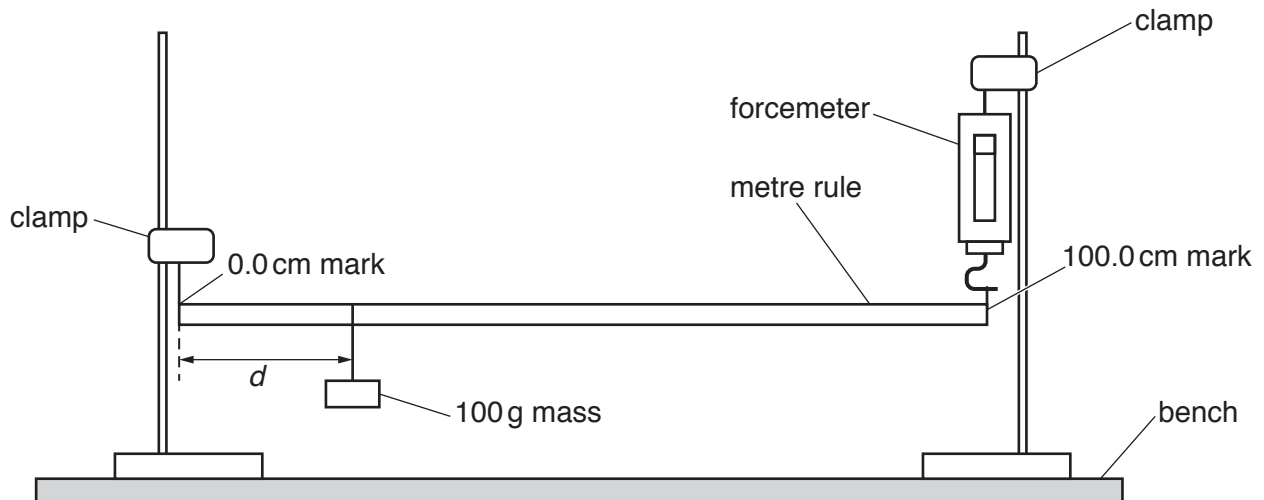 clamp
forcemeter
metre rule
clamp
0.0 cm mark
100.0 cm mark
d
100 g mass
bench